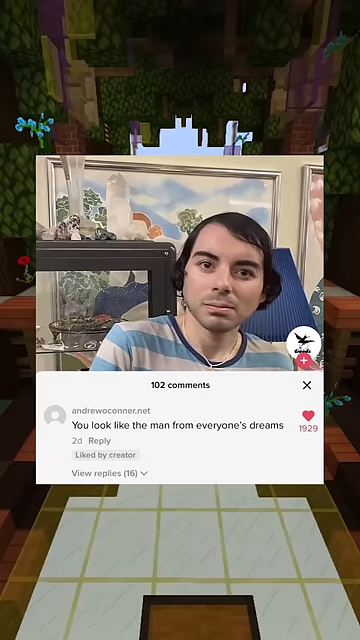 Goods
102 comments
andrewoconner.net
You look like the man from everyone's dreams
1929
2d Reply
Liked by creator
View replies (16)